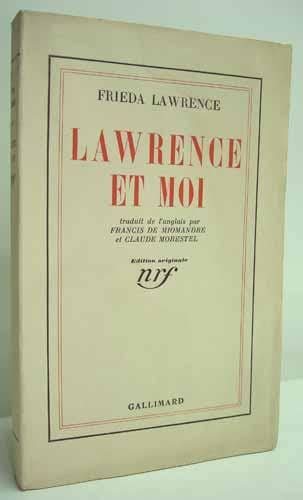 FRIEDA LAWRENCE
LAWRENCE
ET MOI
traduit de l'anglais par
FRANCIS DE MIOMANDRE
et CLAUDE MORESTEL
Edition originale
nrf
GALLIMARD